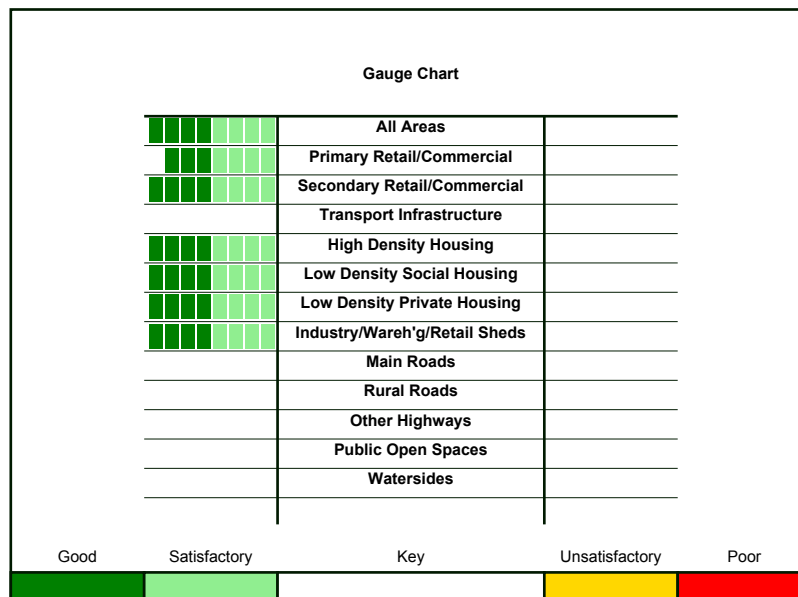 Gauge Chart
All Areas
Primary Retail/Commercial
Secondary Retail/Commercial
Transport Infrastructure
High Density Housing
Low Density Social Housing
Low Density Private Housing
Industry/Wareh'g/Retail Sheds
Main Roads
Rural Roads
Other Highways
Public Open Spaces
Watersides
Good Satisfactory Key Unsatisfactory Poor